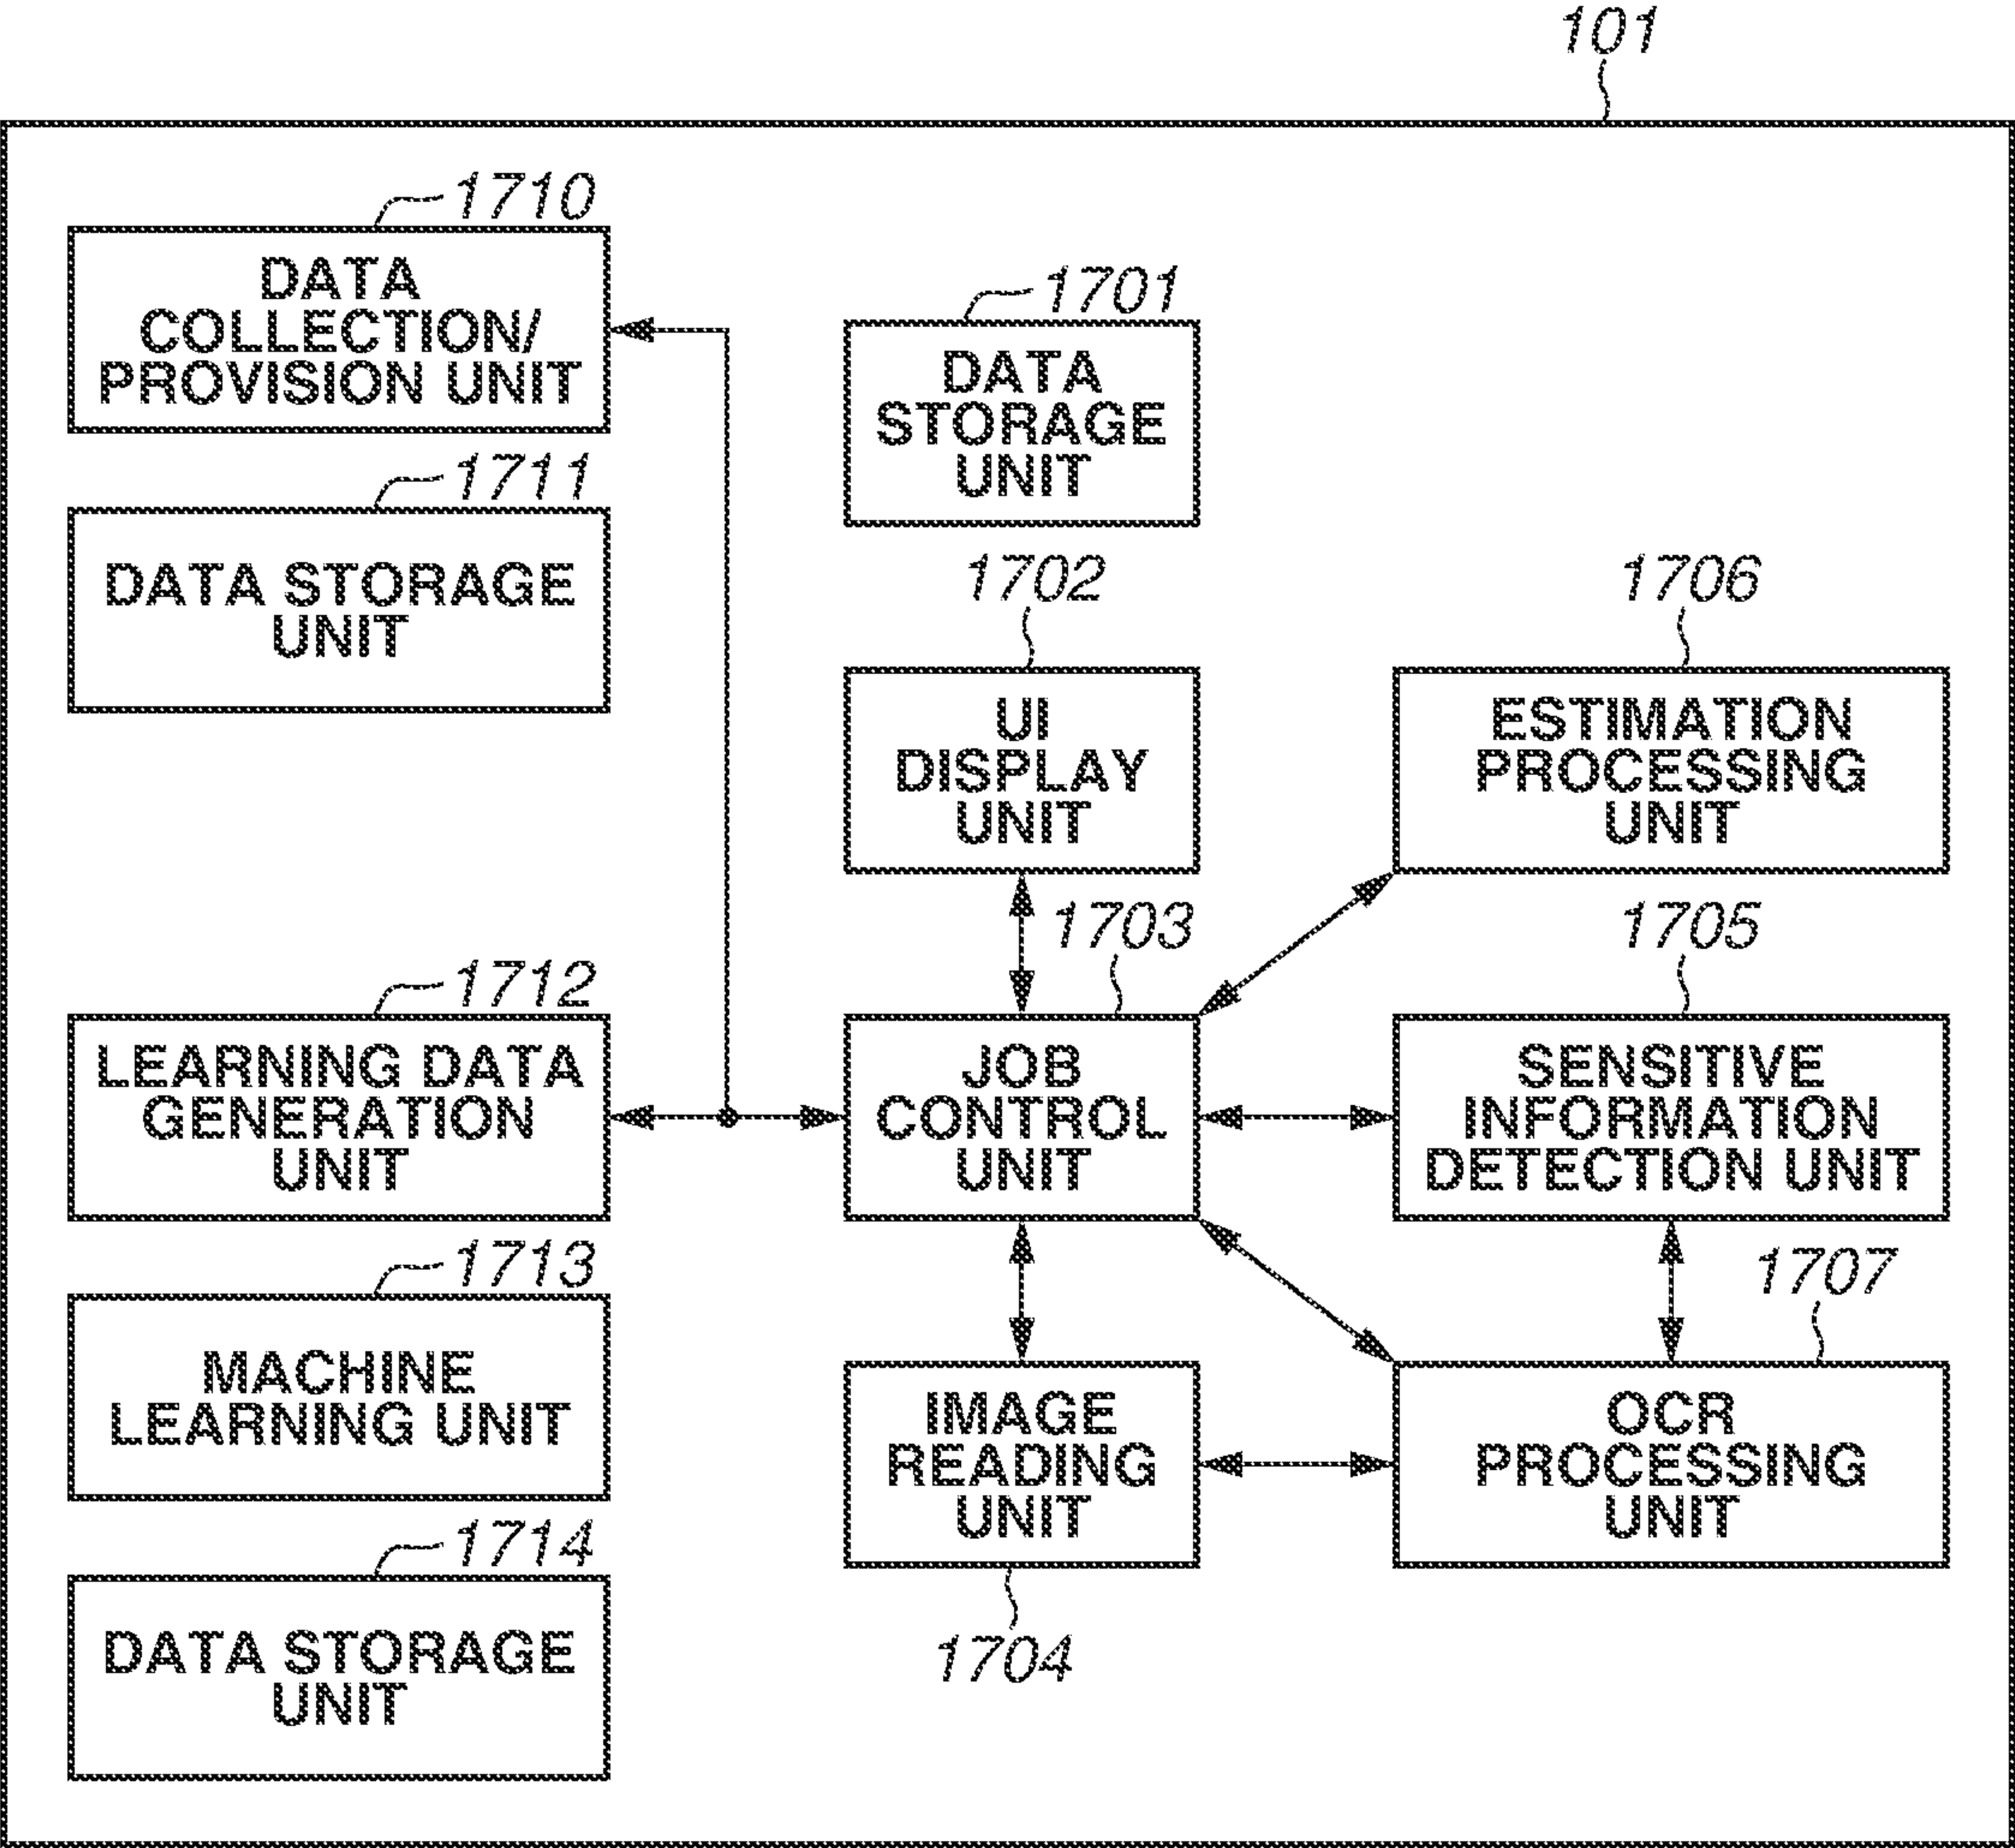 101
1710
DATA
COLLECTION/
PROVISION UNIT
1711
DATA STORAGE
UNIT
1701
DATA
STORAGE
UNIT
1702
UI
DISPLAY
UNIT
1706
ESTIMATION
PROCESSING
UNIT
1712
LEARNING DATA
GENERATION
UNIT
1703
JOB
CONTROL
UNIT
1705
SENSITIVE
INFORMATION
DETECTION UNIT
1713
MACHINE
LEARNING UNIT
1714
DATA STORAGE
UNIT
IMAGE
READING
UNIT
1704
1707
OCR
PROCESSING
UNIT